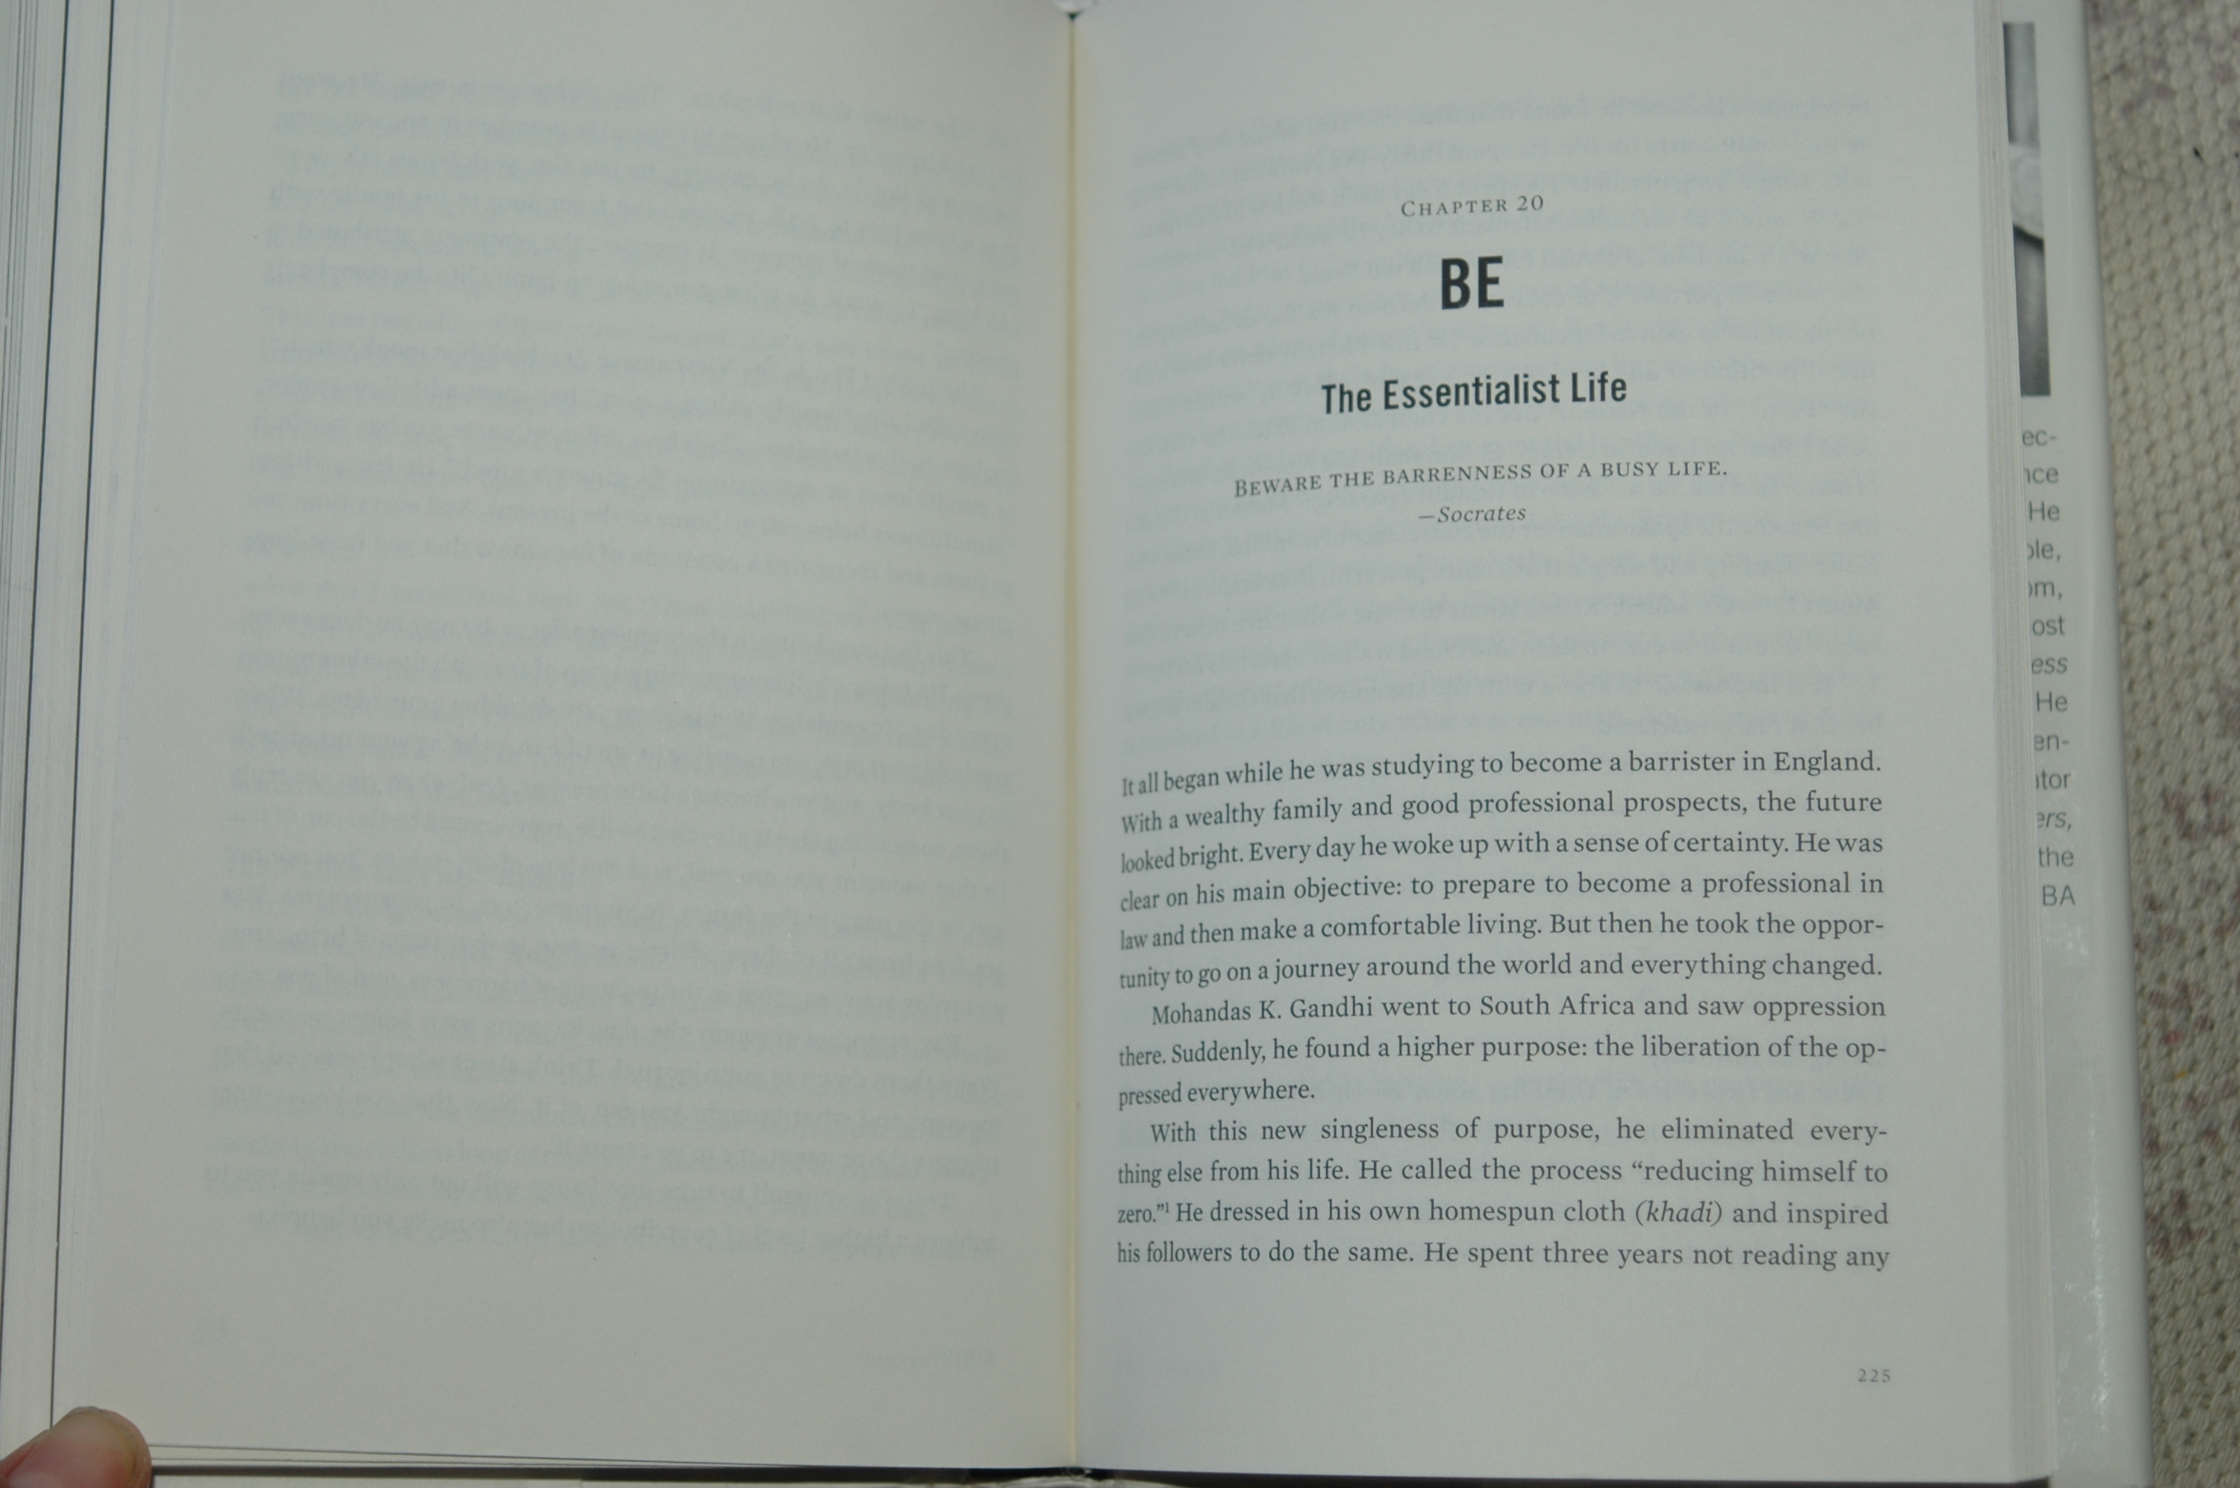 CHAPTER 20
BE
The Essentialist Life
BEWARE THE BARRENNESS OF A BUSY LIFE.
—Socrates
It all began while he was studying to become a barrister in England.
With a wealthy family and good professional prospects, the future
looked bright. Every day he woke up with a sense of certainty. He was
clear on his main objective: to prepare to become a professional in
law and then make a comfortable living. But then he took the oppor-
tunity to go on a journey around the world and everything changed.
Mohandas K. Gandhi went to South Africa and saw oppression
there. Suddenly, he found a higher purpose: the liberation of the op-
pressed everywhere.
With this new singleness of purpose, he eliminated every-
thing else from his life. He called the process “reducing himself to
zero.”1 He dressed in his own homespun cloth (khadi) and inspired
his followers to do the same. He spent three years not reading any
225
ec-
nce
He
ple,
om,
ost
ess
He
en-
itor
ers,
the
BA